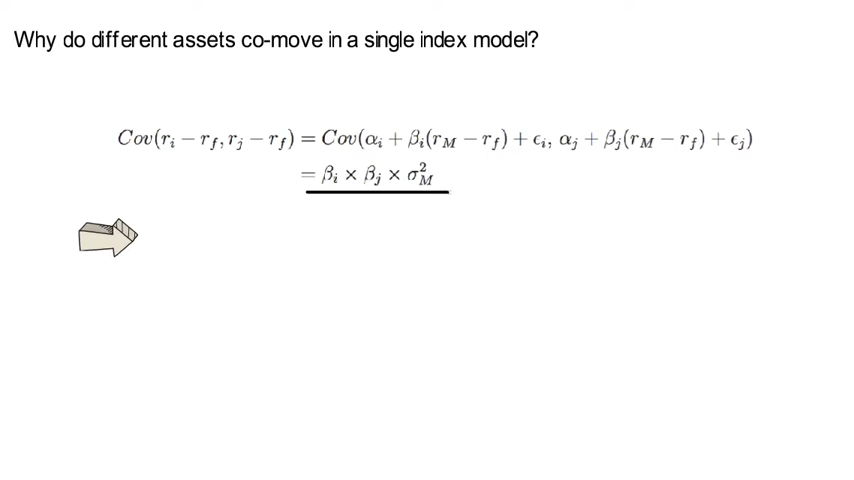 Why do different assets co-move in a single index model?
Cov(r_i − r_f, r_j − r_f) = Cov(α_i + β_i(r_M − r_f) + ϵ_i, α_j + β_j(r_M − r_f) + ϵ_j)
= β_i × β_j × σ_M^2